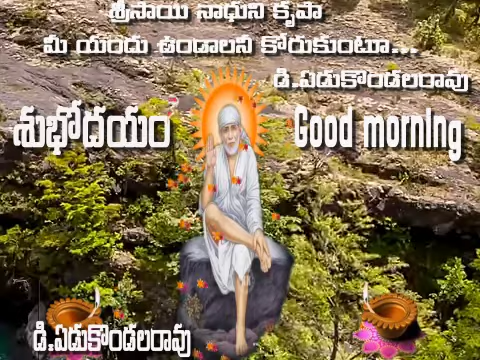 శ్రీసాయి నాధుని కృపా
మీ యందు ఉండాలని కోరుకుంటూ...
డి.ఏడుకొండలరావు
శుభోదయం
Good morning
డి.ఏడుకొండలరావు